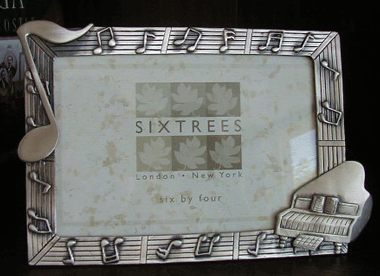 SIXTREES
London • New York
six by four